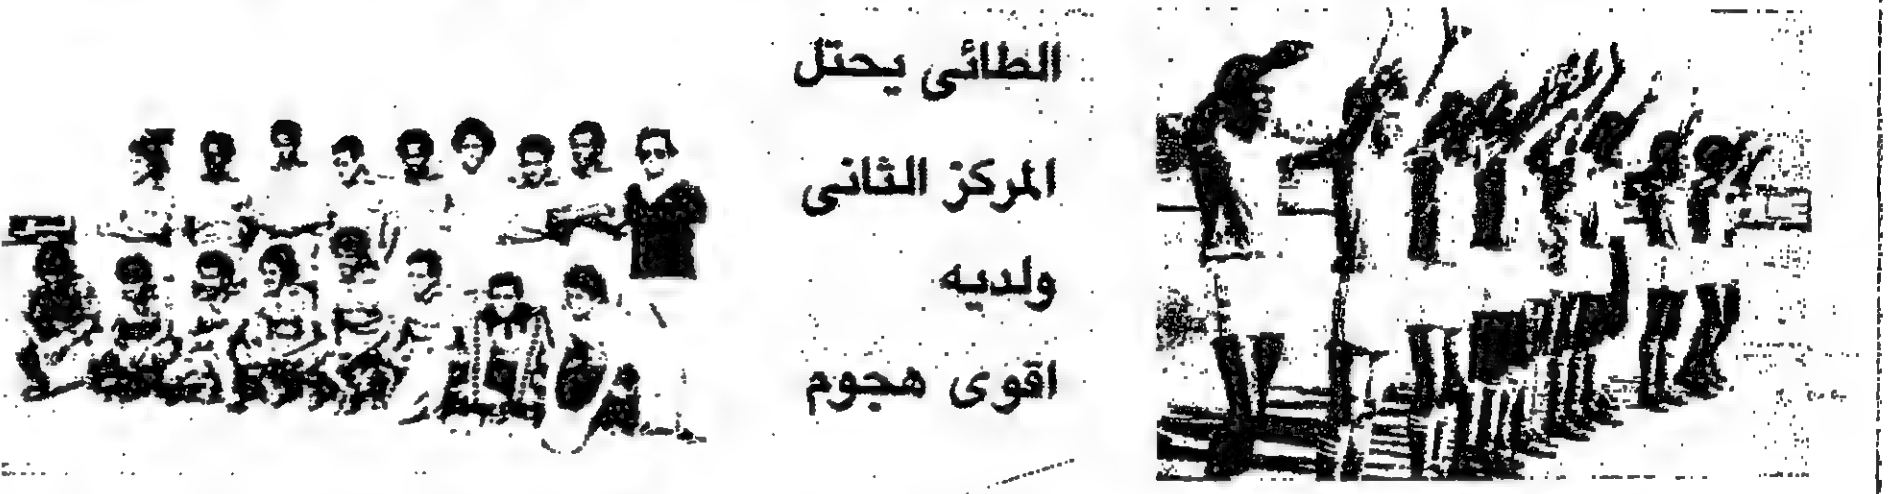 الطائى يحتل
المركز الثانى
ولديه
اقوى هجوم